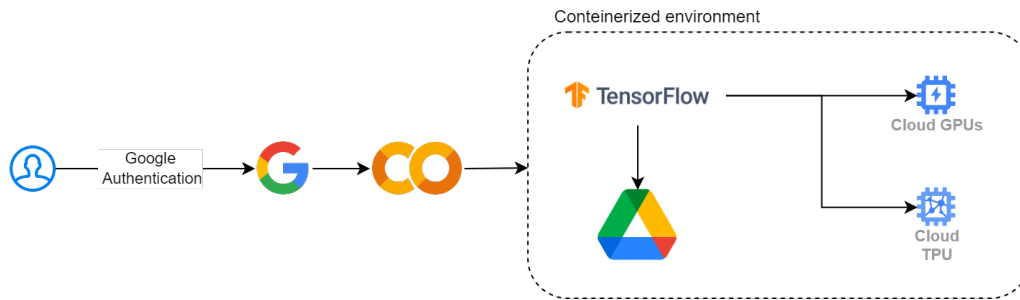 Conteinerized environment
TensorFlow
Cloud GPUs
Google
Authentication
Cloud
TPU